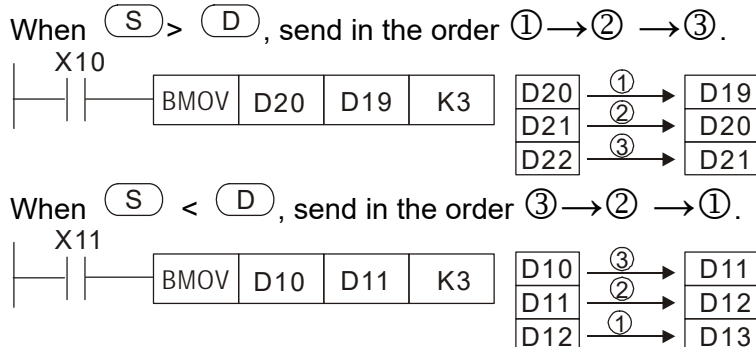 When S > D, send in the order ①→② →③.
X10
BMOV D20 D19 K3
D20 ① D19
D21 ② D20
D22 ③ D21
When S < D, send in the order ③→② →①.
X11
BMOV D10 D11 K3
D10 ③ D11
D11 ② D12
D12 ① D13